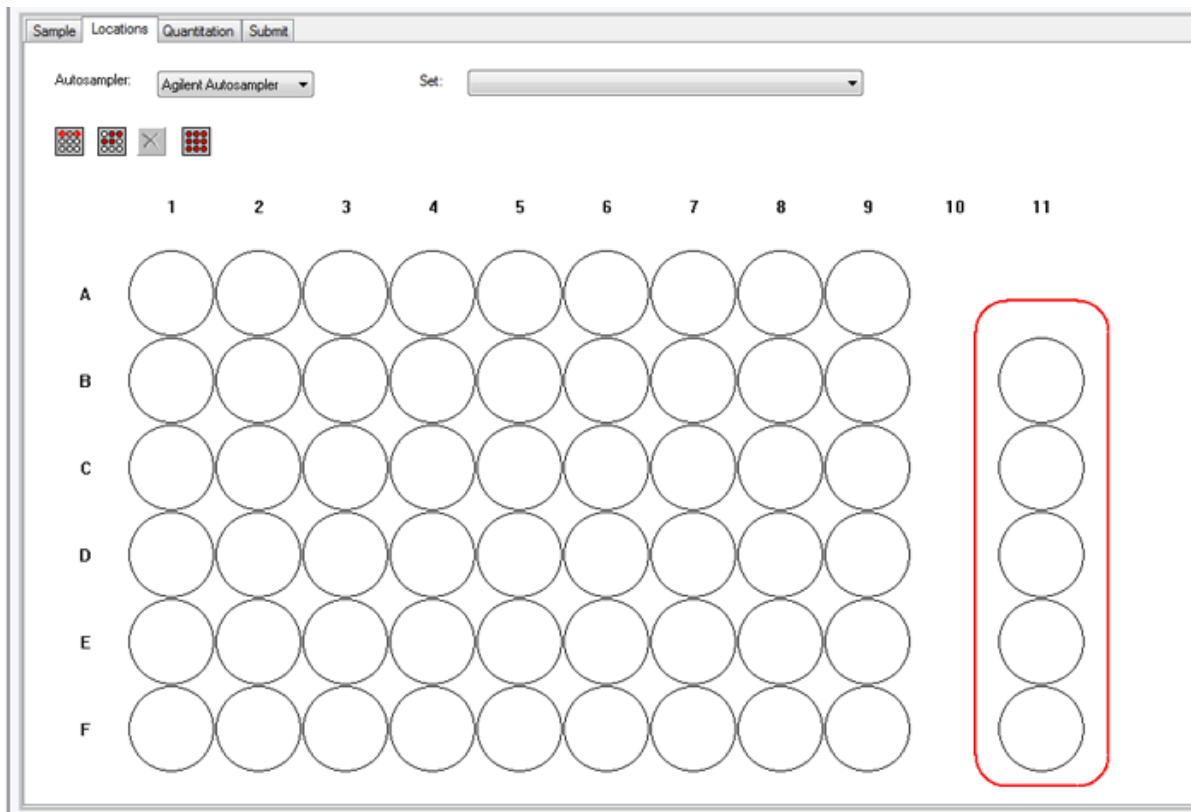 Sample Locations Quantitation Submit
Autosampler: Agilent Autosampler Set:
1 2 3 4 5 6 7 8 9 10 11
A
B
C
D
E
F